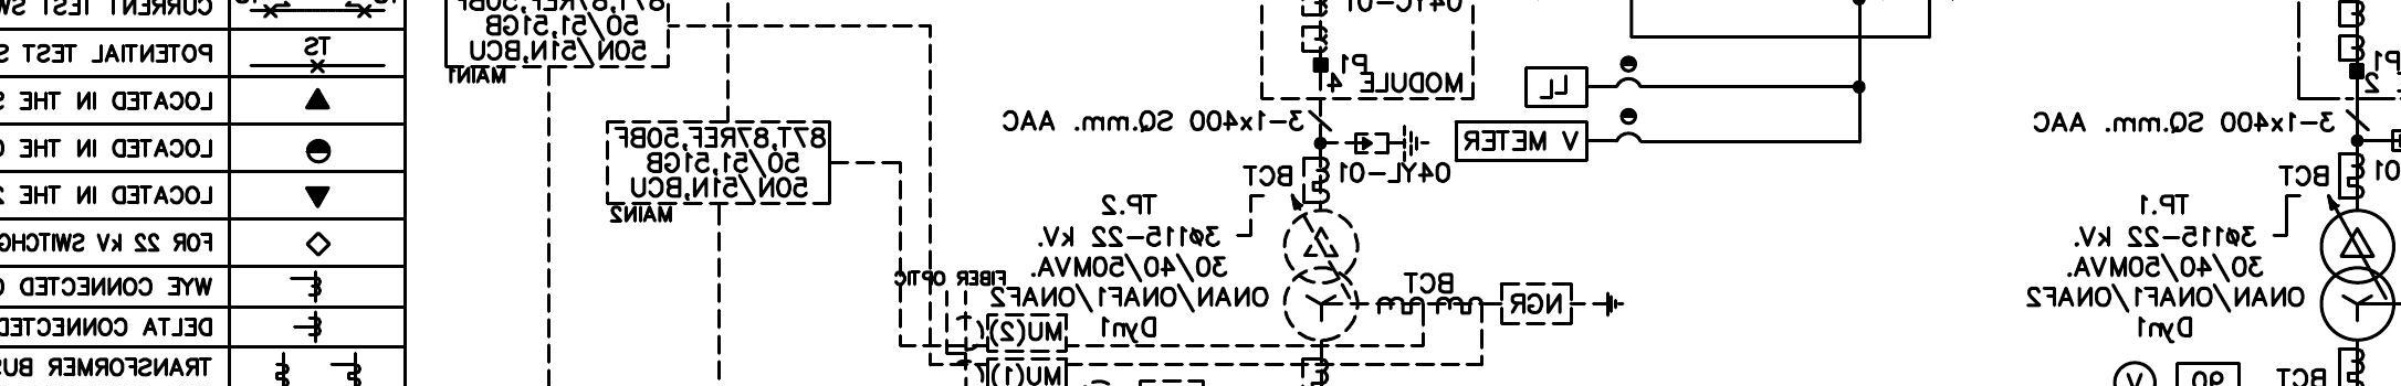 CURRENT TEST SW
TS
POTENTIAL TEST S
LOCATED IN THE S
LOCATED IN THE
LOCATED IN THE 2
FOR 22 kV SWITCHG
WYE CONNECTED
DELTA CONNECTED
TRANSFORMER BUS
87T,87REF,50BF
50/51,51GB
50N/51N,BCU
MAIN1
87T,87REF,50BF
50/51,51GB
50N/51N,BCU
MAIN2
FIBER OPTIC
MU(2)
MU(1)
04YC-01
P1
4
MODULE
3-1x400 SQ.mm. AAC
04YL-01
BCT
TP.2
3ø115-22 kV.
30/40/50MVA.
ONAN/ONAF1/ONAF2
Dyn1
BCT
NGR
LL
V METER
P1
2
3-1x400 SQ.mm. AAC
01
BCT
TP.1
3ø115-22 kV.
30/40/50MVA.
ONAN/ONAF1/ONAF2
Dyn1
BCT
90
V